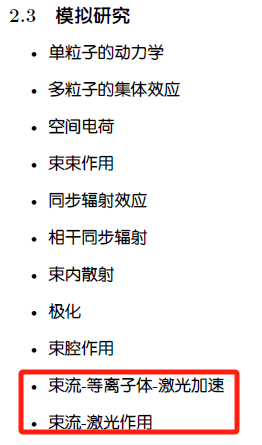 2.3 模拟研究
• 单粒子的动力学
• 多粒子的集体效应
• 空间电荷
• 束束作用
• 同步辐射效应
• 相干同步辐射
• 束内散射
• 极化
• 束腔作用
• 束流-等离子体-激光加速
• 束流-激光作用